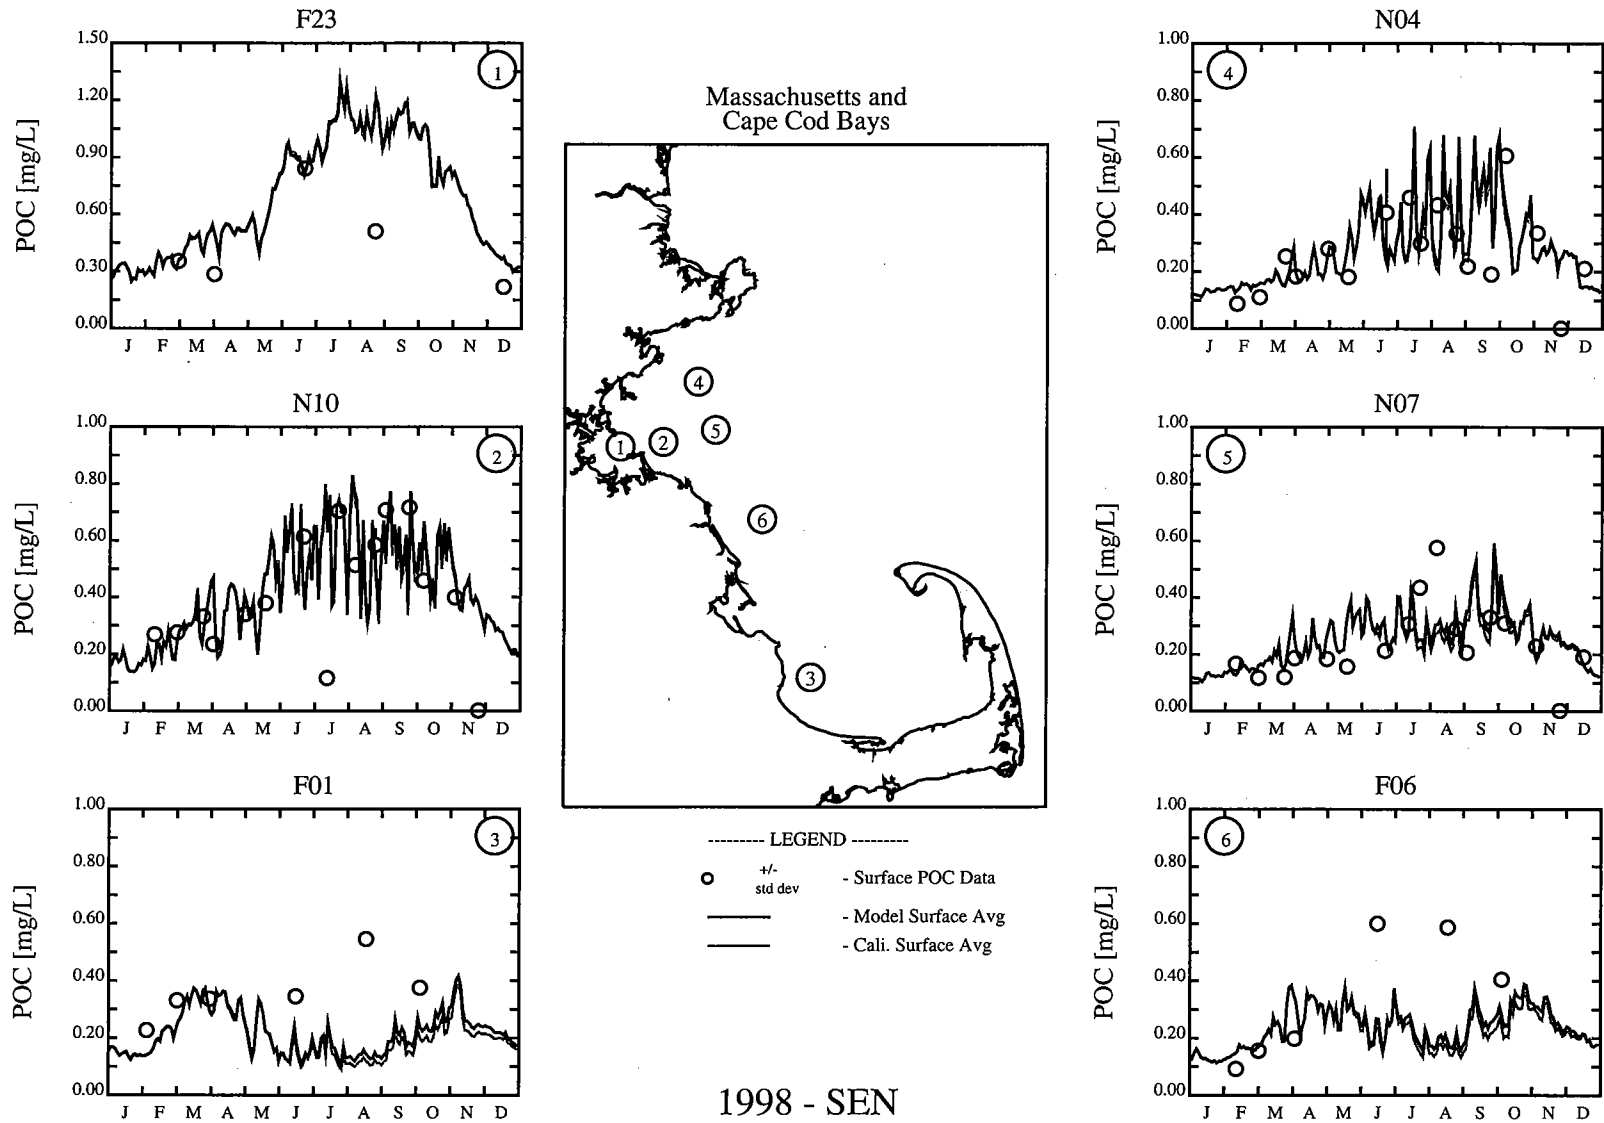 F23
1.50
1.20
0.90
0.60
0.30
0.00
POC [mg/L]
1
J F M A M J J A S O N D
N10
1.00
0.80
0.60
0.40
0.20
0.00
POC [mg/L]
2
J F M A M J J A S O N D
F01
1.00
0.80
0.60
0.40
0.20
0.00
POC [mg/L]
3
J F M A M J J A S O N D
Massachusetts and
Cape Cod Bays
4
5
2
1
6
3
--------- LEGEND ---------
+/-
std dev
- Surface POC Data
- Model Surface Avg
- Cali. Surface Avg
1998 - SEN
N04
1.00
0.80
0.60
0.40
0.20
0.00
POC [mg/L]
4
J F M A M J J A S O N D
N07
1.00
0.80
0.60
0.40
0.20
0.00
POC [mg/L]
5
J F M A M J J A S O N D
F06
1.00
0.80
0.60
0.40
0.20
0.00
POC [mg/L]
6
J F M A M J J A S O N D